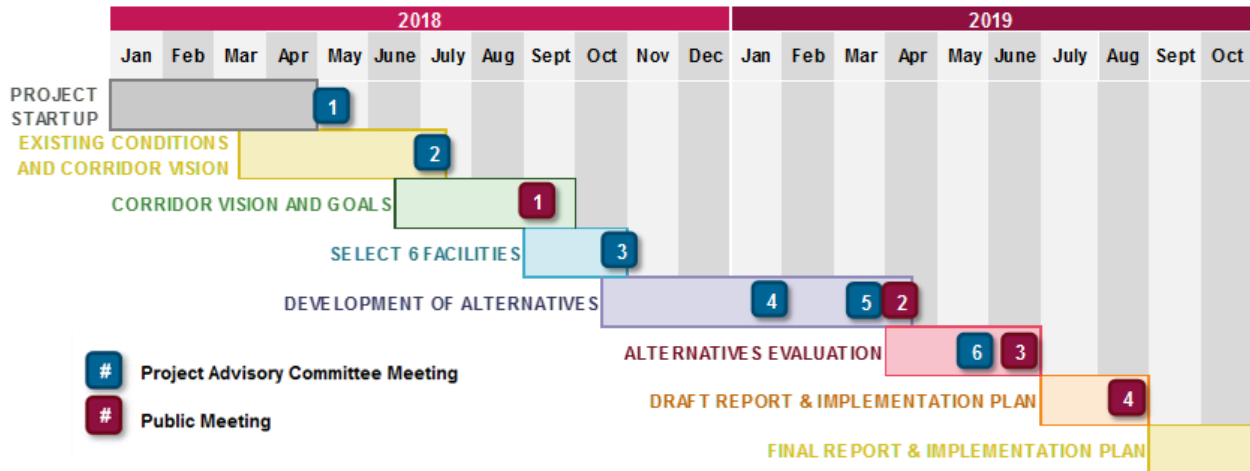 2018 2019
Jan Feb Mar Apr May June July Aug Sept Oct Nov Dec Jan Feb Mar Apr May June July Aug Sept Oct
PROJECT
STARTUP
1
EXISTING CONDITIONS
AND CORRIDOR VISION
2
CORRIDOR VISION AND GOALS
1
SELECT 6 FACILITIES
3
DEVELOPMENT OF ALTERNATIVES
4 5 2
ALTERNATIVES EVALUATION
6 3
# Project Advisory Committee Meeting
DRAFT REPORT & IMPLEMENTATION PLAN
4
# Public Meeting
FINAL REPORT & IMPLEMENTATION PLAN